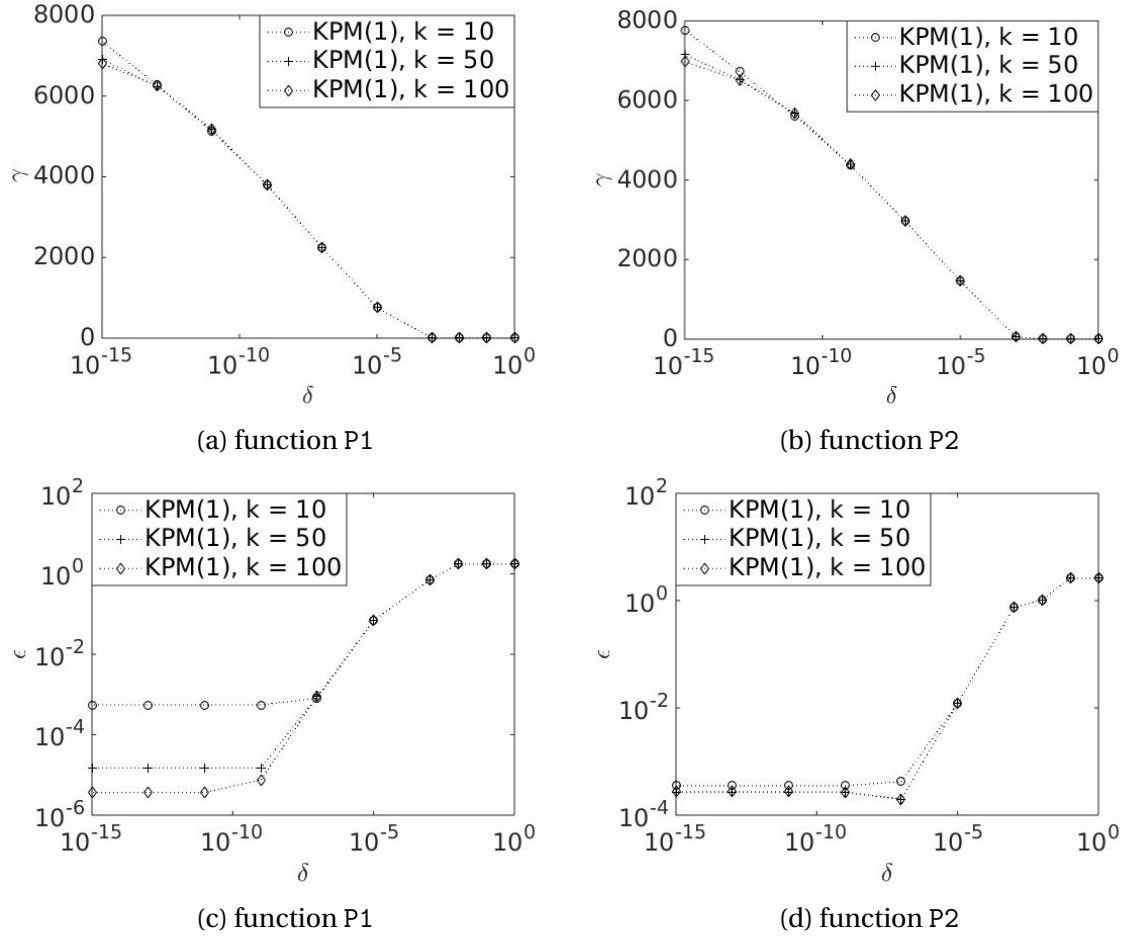 8000
6000
4000
2000
0
γ
KPM(1), k = 10
KPM(1), k = 50
KPM(1), k = 100
10^-15
10^-10
10^-5
10^0
δ
(a) function P1
8000
6000
4000
2000
0
γ
KPM(1), k = 10
KPM(1), k = 50
KPM(1), k = 100
10^-15
10^-10
10^-5
10^0
δ
(b) function P2
10^2
10^0
10^-2
10^-4
10^-6
ϵ
KPM(1), k = 10
KPM(1), k = 50
KPM(1), k = 100
10^-15
10^-10
10^-5
10^0
δ
(c) function P1
10^2
10^0
10^-2
10^-4
ϵ
KPM(1), k = 10
KPM(1), k = 50
KPM(1), k = 100
10^-15
10^-10
10^-5
10^0
δ
(d) function P2